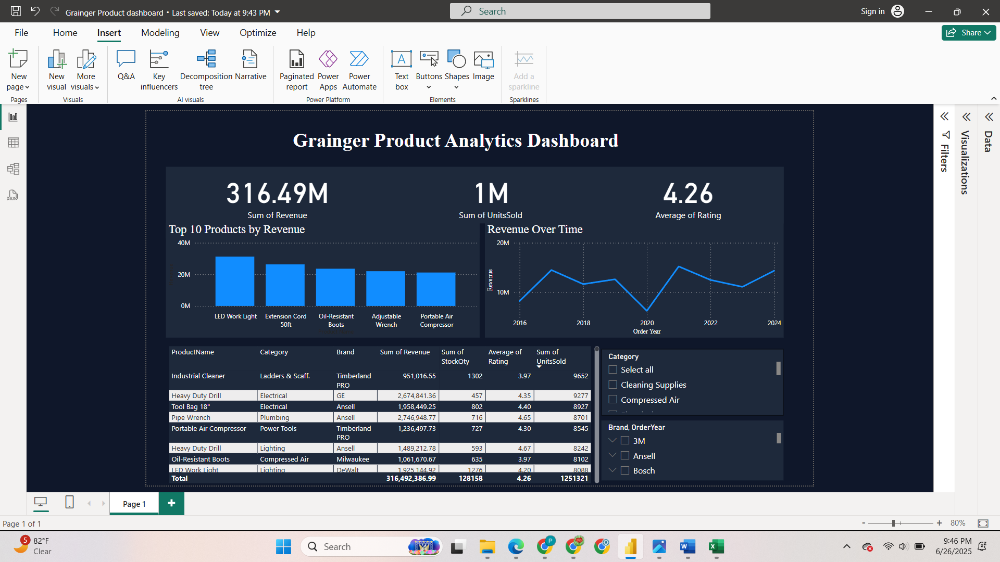 Grainger Product dashboard • Last saved: Today at 9:43 PM
Search
Sign in
File Home Insert Modeling View Optimize Help
Share
New page
New visual
More visuals
Q&A
Key influencers
Decomposition tree
Narrative
Paginated report
Power Apps
Power Automate
Text box
Buttons
Shapes
Image
Add a sparkline
Pages
Visuals
AI visuals
Power Platform
Elements
Sparklines
DAX
Filters
Visualizations
Data
Grainger Product Analytics Dashboard
316.49M
Sum of Revenue
1M
Sum of UnitsSold
4.26
Average of Rating
Top 10 Products by Revenue
40M
20M
0M
LED Work Light
Extension Cord 50ft
Oil-Resistant Boots
Adjustable Wrench
Portable Air Compressor
Revenue Over Time
Revenue
20M
10M
2016 2018 2020 2022 2024
Order Year
ProductName Category Brand Sum of Revenue Sum of StockQty Average of Rating Sum of UnitsSold
Industrial Cleaner Ladders & Scaff. Timberland PRO 951,016.55 1302 3.97 9652
Heavy Duty Drill Electrical GE 2,674,841.36 457 4.35 9277
Tool Bag 18" Electrical Ansell 1,958,449.25 802 4.40 8927
Pipe Wrench Plumbing Ansell 2,746,948.77 716 4.65 8701
Portable Air Compressor Power Tools Timberland PRO 1,236,497.73 727 4.30 8545
Heavy Duty Drill Lighting Ansell 1,489,212.78 593 4.67 8242
Oil-Resistant Boots Compressed Air Milwaukee 1,061,670.67 635 3.97 8102
LED Work Light Lighting DeWalt 1,925,144.92 1276 4.20 8088
Total 316,492,386.99 128158 4.26 1251321
Category
Select all
Cleaning Supplies
Compressed Air
Brand, OrderYear
3M
Ansell
Bosch
Page 1
Page 1 of 1
- + 80%
5
82°F
Clear
Search
P
W
X
9:46 PM
6/26/2025